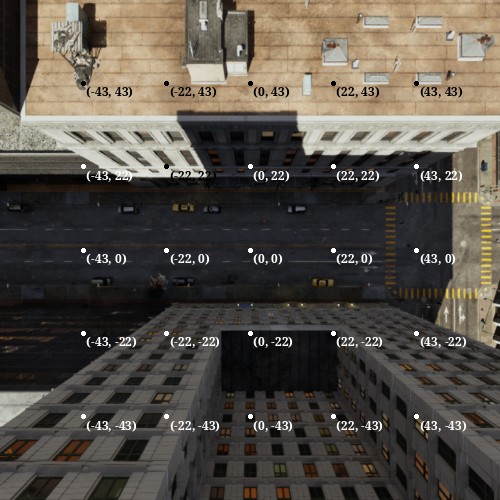 (-43, 43) (-22, 43) (0, 43) (22, 43) (43, 43)
(-43, 22) (-22, 22) (0, 22) (22, 22) (43, 22)
(-43, 0) (-22, 0) (0, 0) (22, 0) (43, 0)
(-43, -22) (-22, -22) (0, -22) (22, -22) (43, -22)
(-43, -43) (-22, -43) (0, -43) (22, -43) (43, -43)